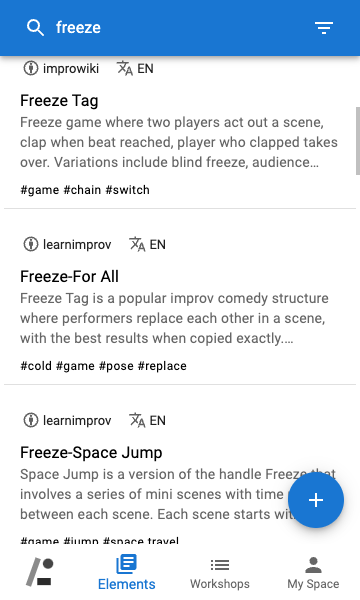 freeze
improwiki EN
Freeze Tag
Freeze game where two players act out a scene,
clap when beat reached, player who clapped takes
over. Variations include blind freeze, audience…
#game #chain #switch
learnimprov EN
Freeze-For All
Freeze Tag is a popular improv comedy structure
where performers replace each other in a scene,
with the best results when copied exactly.…
#cold #game #pose #replace
learnimprov EN
Freeze-Space Jump
Space Jump is a version of the handle Freeze that
involves a series of mini scenes with time
between each scene. Each scene starts
#game #jump #space travel
Elements
Workshops
My Space